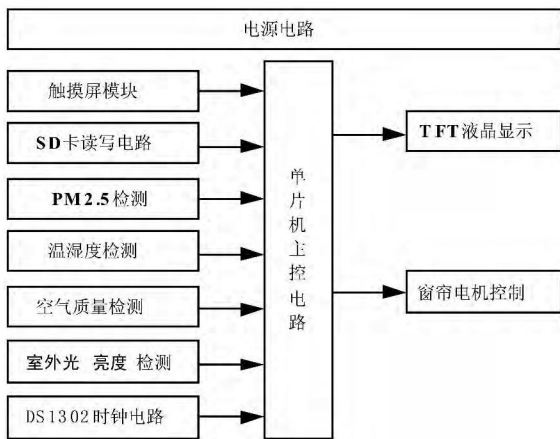 电源电路
触摸屏模块
SD卡读写电路
PM2.5检测
温湿度检测
空气质量检测
室外光 亮度 检测
DS1302时钟电路
单片机主控电路
TFT液晶显示
窗帘电机控制